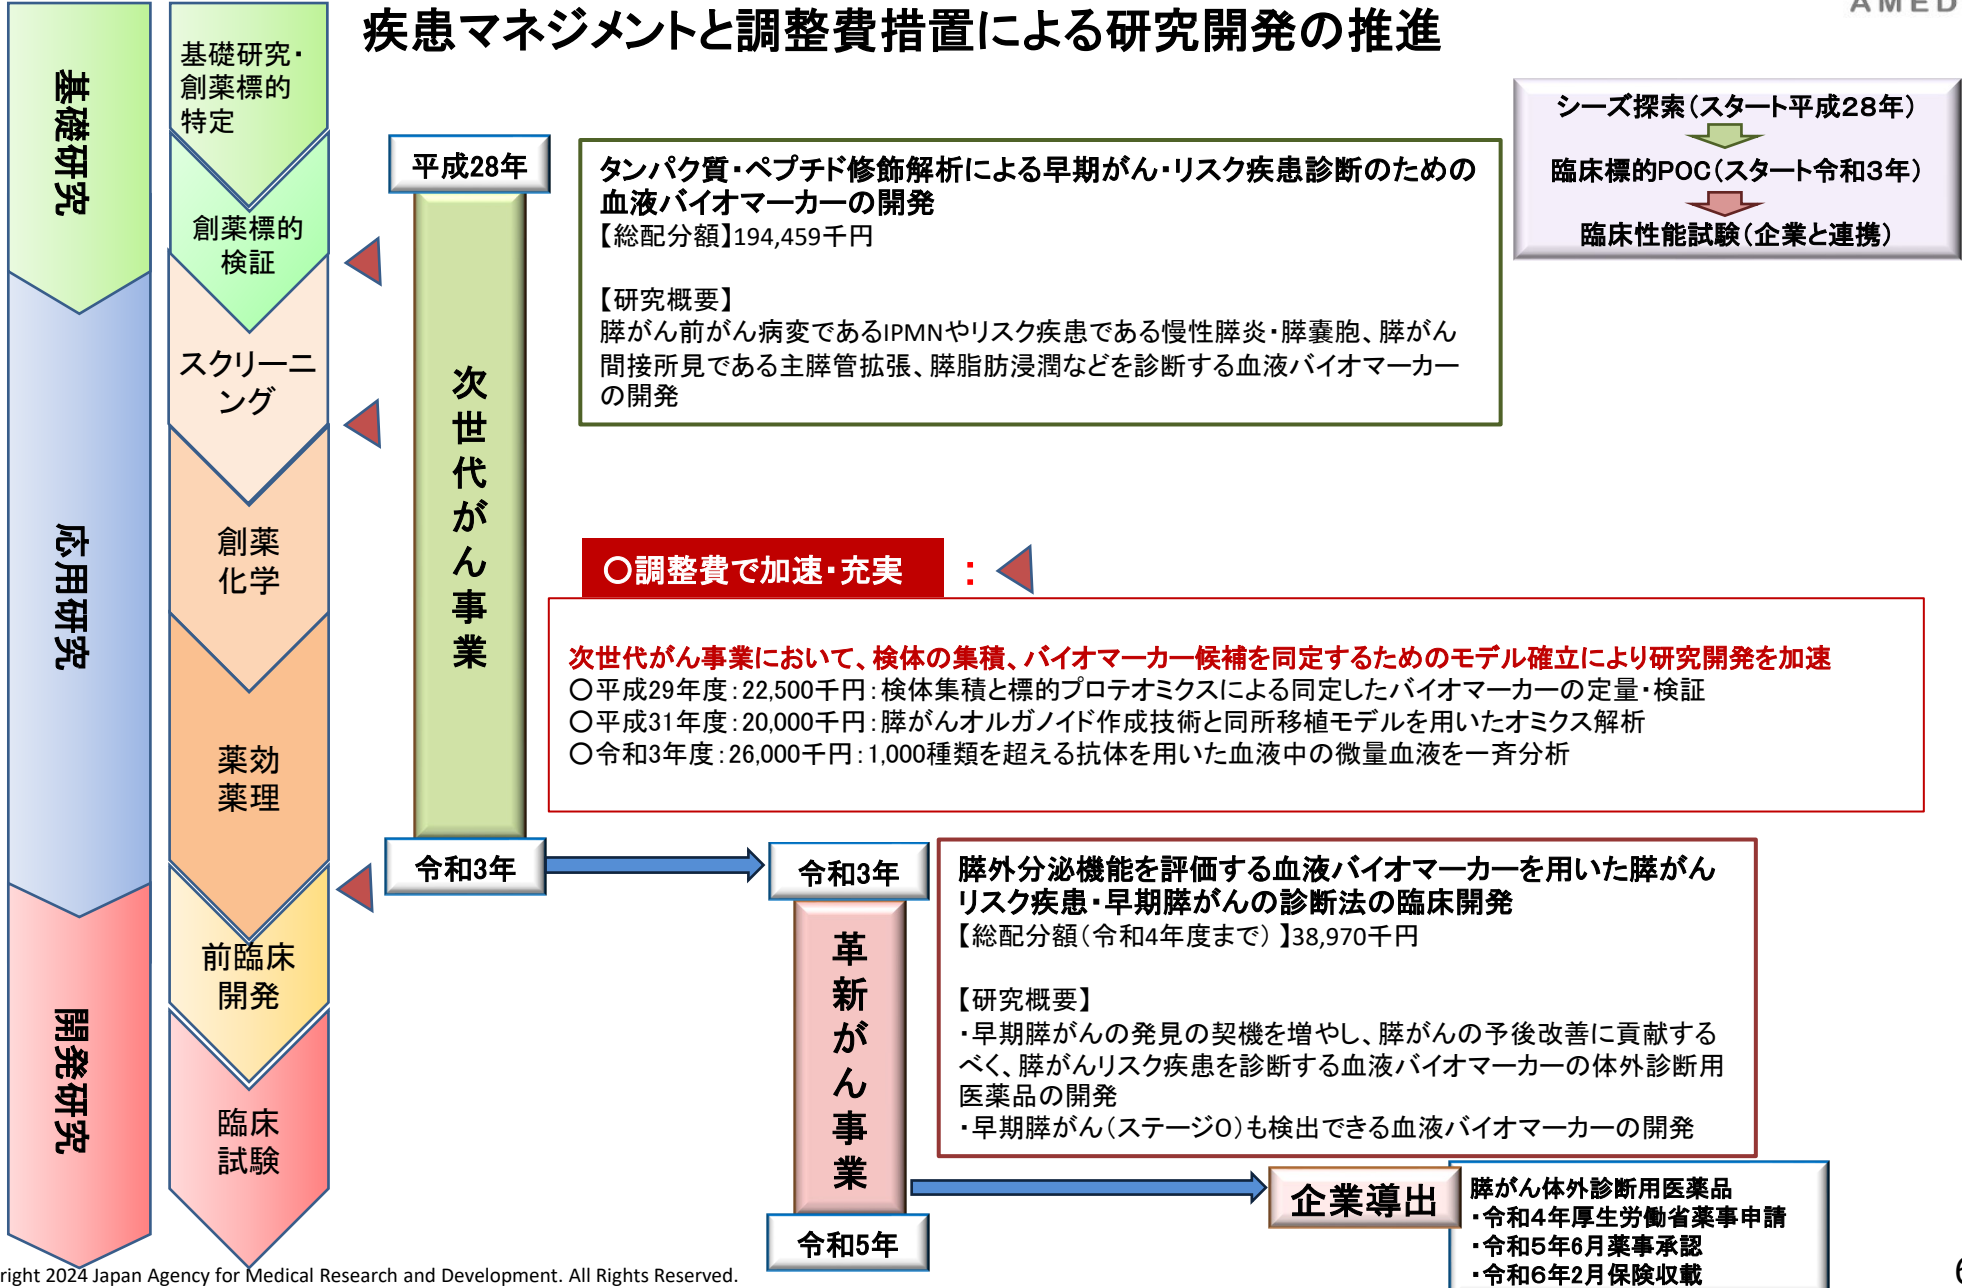 疾患マネジメントと調整費措置による研究開発の推進
AMED
基礎研究
応用研究
開発研究
基礎研究・
創薬標的
特定
創薬標的
検証
スクリーニ
ング
創薬
化学
薬効
薬理
前臨床
開発
臨床
試験
シーズ探索（スタート平成28年）
臨床標的POC（スタート令和3年）
臨床性能試験（企業と連携）
平成28年
次世代がん事業
令和3年
タンパク質・ペプチド修飾解析による早期がん・リスク疾患診断のための
血液バイオマーカーの開発
【総配分額】194,459千円
【研究概要】
膵がん前がん病変であるIPMNやリスク疾患である慢性膵炎・膵嚢胞、膵がん
間接所見である主膵管拡張、膵脂肪浸潤などを診断する血液バイオマーカー
の開発
〇調整費で加速・充実 ：
次世代がん事業において、検体の集積、バイオマーカー候補を同定するためのモデル確立により研究開発を加速
〇平成29年度：22,500千円：検体集積と標的プロテオミクスによる同定したバイオマーカーの定量・検証
〇平成31年度：20,000千円：膵がんオルガノイド作成技術と同所移植モデルを用いたオミクス解析
〇令和3年度：26,000千円：1,000種類を超える抗体を用いた血液中の微量血液を一斉分析
令和3年
革新がん事業
令和5年
膵外分泌機能を評価する血液バイオマーカーを用いた膵がん
リスク疾患・早期膵がんの診断法の臨床開発
【総配分額（令和4年度まで）】38,970千円
【研究概要】
・早期膵がんの発見の契機を増やし、膵がんの予後改善に貢献する
べく、膵がんリスク疾患を診断する血液バイオマーカーの体外診断用
医薬品の開発
・早期膵がん（ステージ0）も検出できる血液バイオマーカーの開発
企業導出
膵がん体外診断用医薬品
・令和4年厚生労働省薬事申請
・令和5年6月薬事承認
・令和6年2月保険収載
right 2024 Japan Agency for Medical Research and Development. All Rights Reserved.
6